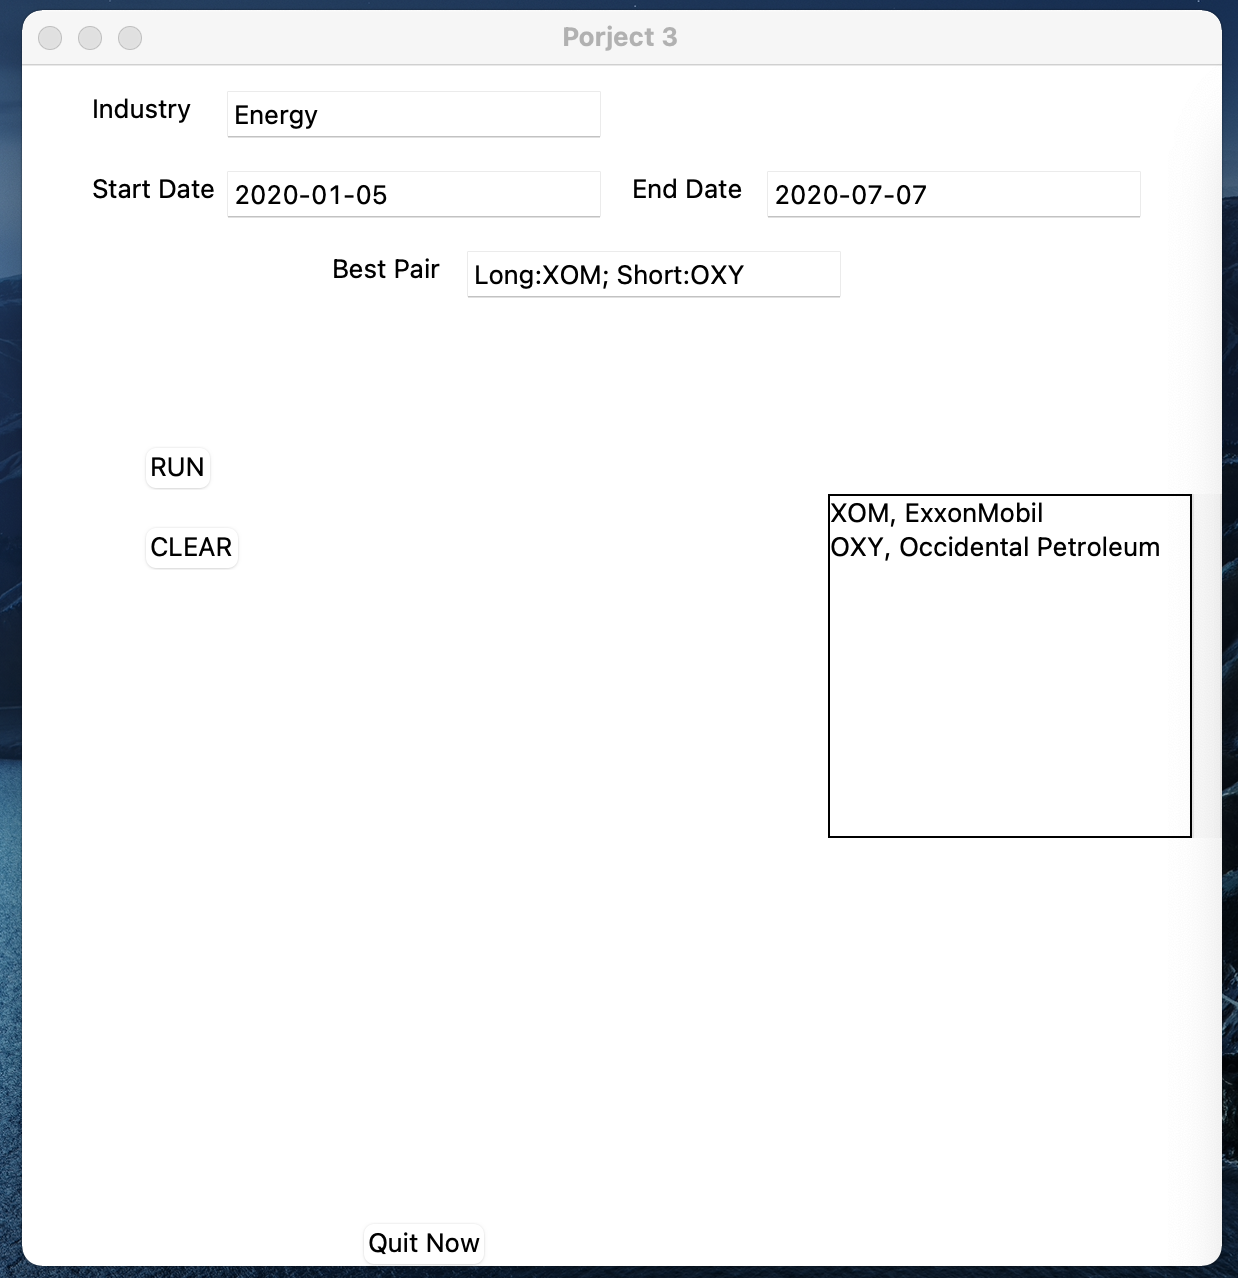 Porject 3
Industry Energy
Start Date 2020-01-05 End Date 2020-07-07
Best Pair Long:XOM; Short:OXY
RUN
XOM, ExxonMobil
CLEAR OXY, Occidental Petroleum
Quit Now